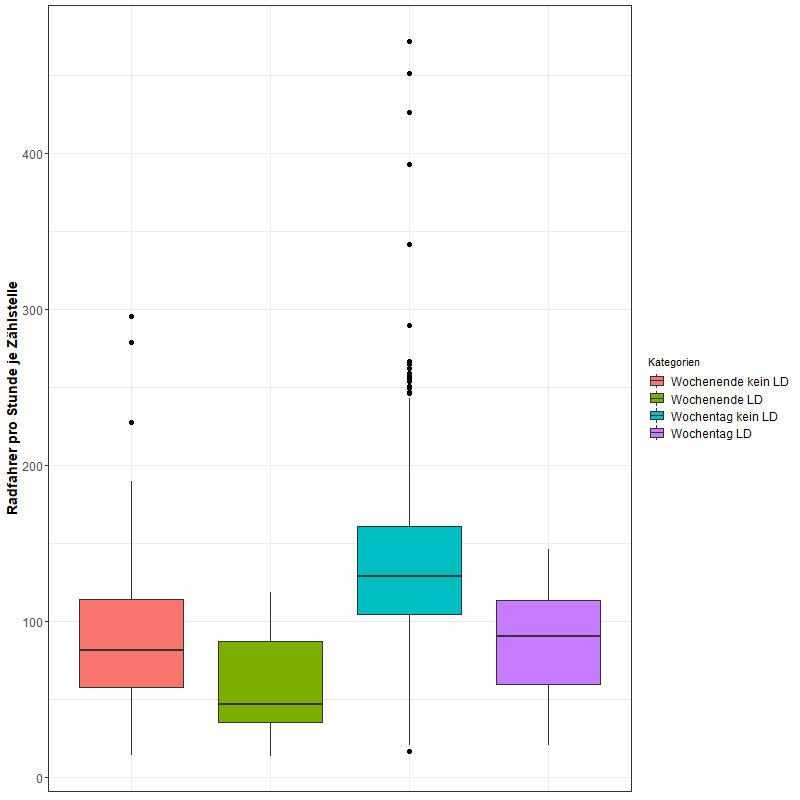 Radfahrer pro Stunde je Zählstelle
400
300
200
100
0
Kategorien
Wochenende kein LD
Wochenende LD
Wochentag kein LD
Wochentag LD